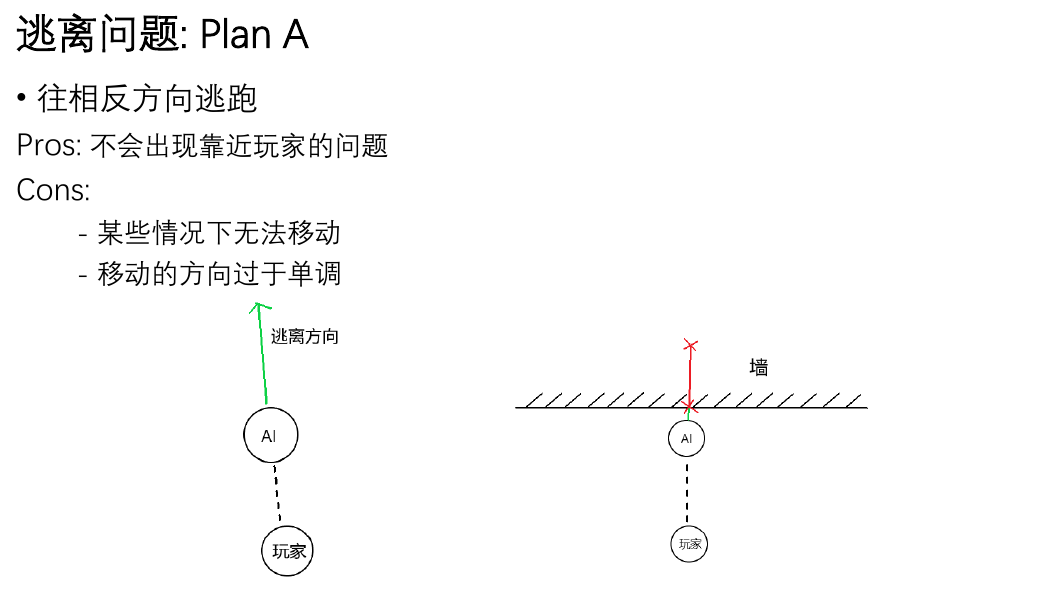 逃离问题: Plan A
• 往相反方向逃跑
Pros: 不会出现靠近玩家的问题
Cons:
- 某些情况下无法移动
- 移动的方向过于单调
逃离方向
AI
玩家
墙
AI
玩家